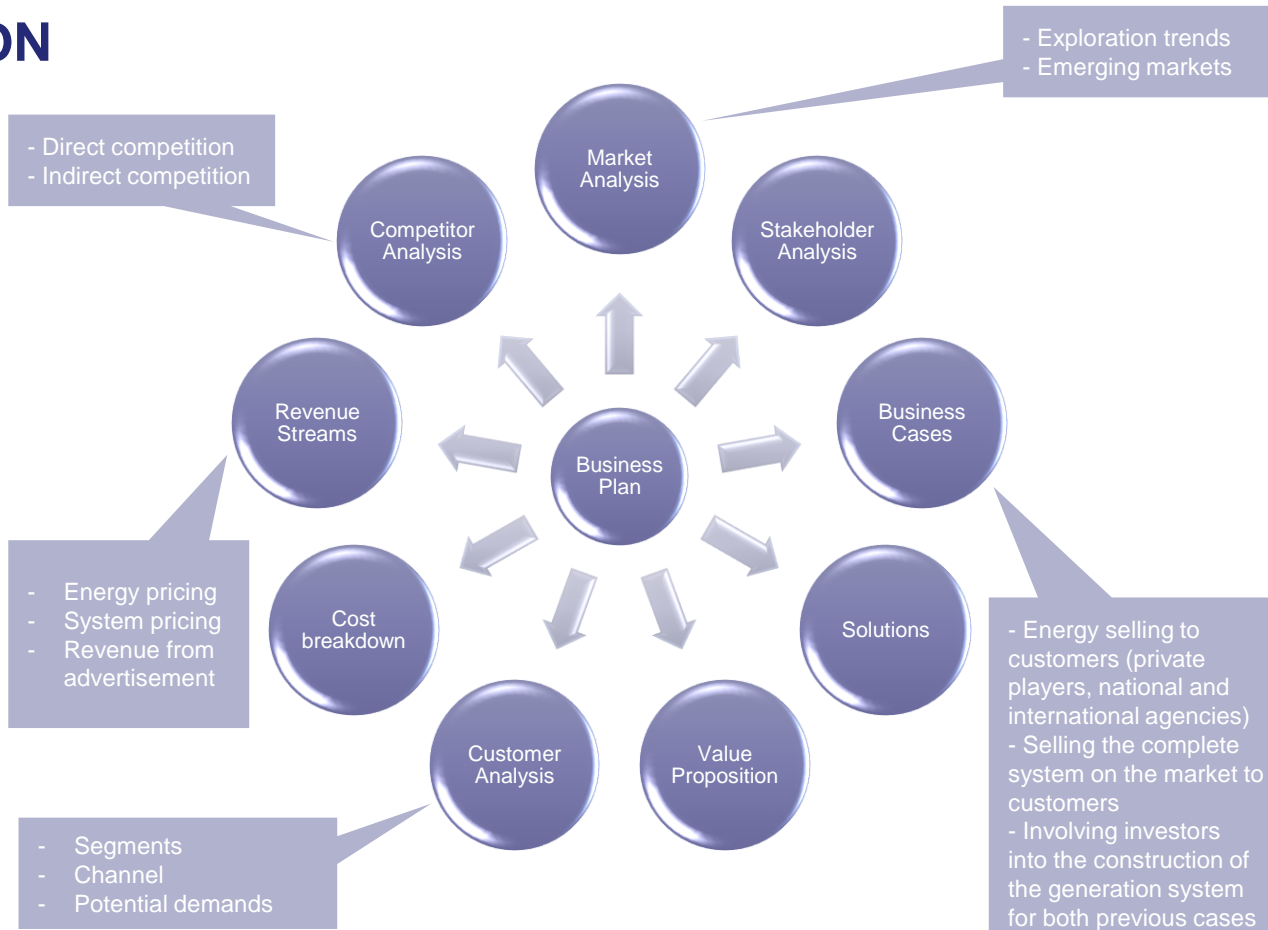 ON
- Exploration trends
- Emerging markets
- Direct competition
- Indirect competition
Market
Analysis
Competitor
Analysis
Stakeholder
Analysis
Revenue
Streams
Business
Cases
Business
Plan
- Energy pricing
- System pricing
- Revenue from
advertisement
Cost
breakdown
Solutions
- Energy selling to
customers (private
players, national and
international agencies)
- Selling the complete
system on the market to
customers
- Involving investors
into the construction of
the generation system
for both previous cases
Customer
Analysis
Value
Proposition
- Segments
- Channel
- Potential demands